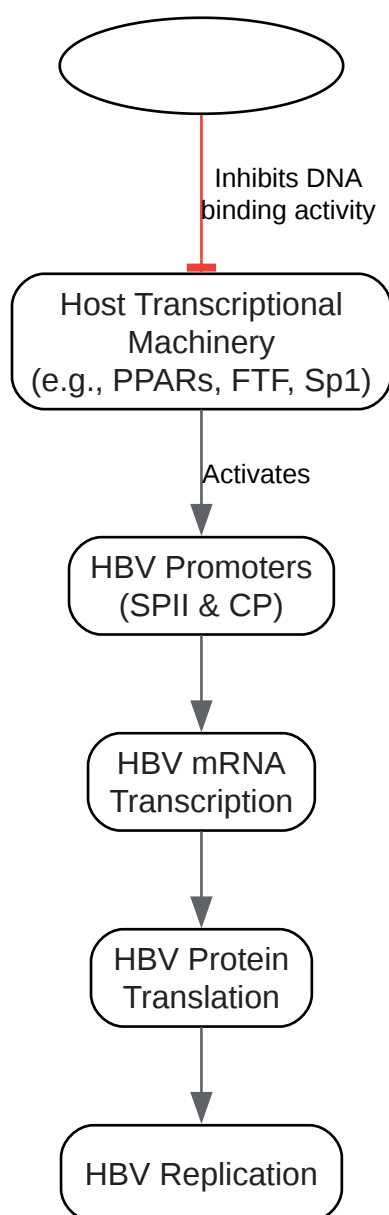 Inhibits DNA
binding activity
Host Transcriptional
Machinery
(e.g., PPARs, FTF, Sp1)
Activates
HBV Promoters
(SPII & CP)
HBV mRNA
Transcription
HBV Protein
Translation
HBV Replication